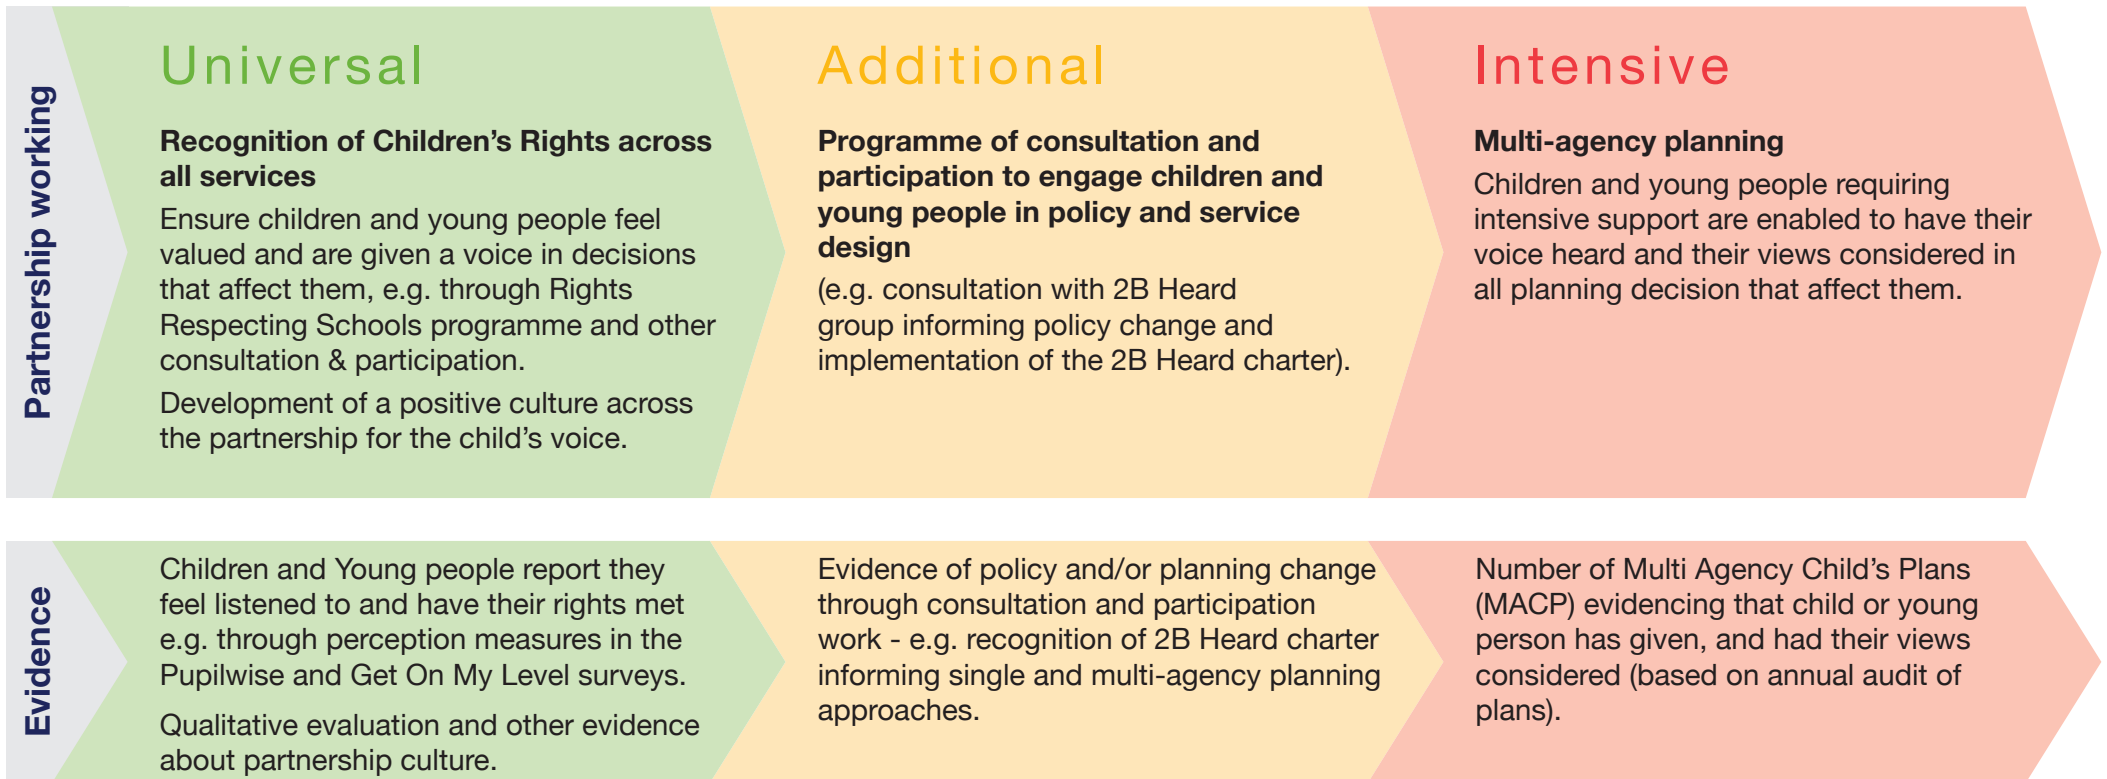 Partnership working
Universal
Recognition of Children’s Rights across
all services
Ensure children and young people feel
valued and are given a voice in decisions
that affect them, e.g. through Rights
Respecting Schools programme and other
consultation & participation.
Development of a positive culture across
the partnership for the child’s voice.
Additional
Programme of consultation and
participation to engage children and
young people in policy and service
design
(e.g. consultation with 2B Heard
group informing policy change and
implementation of the 2B Heard charter).
Intensive
Multi-agency planning
Children and young people requiring
intensive support are enabled to have their
voice heard and their views considered in
all planning decision that affect them.
Evidence
Children and Young people report they
feel listened to and have their rights met
e.g. through perception measures in the
Pupilwise and Get On My Level surveys.
Qualitative evaluation and other evidence
about partnership culture.
Evidence of policy and/or planning change
through consultation and participation
work - e.g. recognition of 2B Heard charter
informing single and multi-agency planning
approaches.
Number of Multi Agency Child’s Plans
(MACP) evidencing that child or young
person has given, and had their views
considered (based on annual audit of
plans).